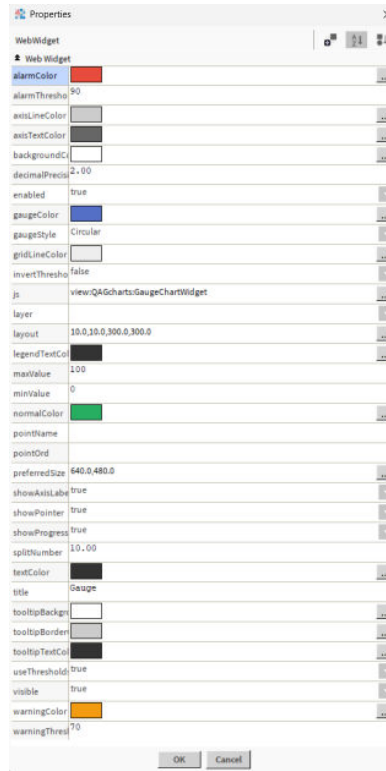 Properties
WebWidget
Web Widget
alarmColor
alarmThresho 90
axisLineColor
axisTextColor
backgroundCo
decimalPrecisi 2.00
enabled true
gaugeColor
gaugeStyle Circular
gridLineColor
invertThresho false
js view:QAGcharts:GaugeChartWidget
layer
layout 10.0,10.0,300.0,300.0
legendTextCol
maxValue 100
minValue 0
normalColor
pointName
pointOrd
preferredSize 640.0,480.0
showAxisLabe true
showPointer true
showProgress true
splitNumber 10.00
textColor
title Gauge
tooltipBackgr
tooltipBorder
tooltipTextCol
useThreshold true
visible true
warningColor
warningThres 70
OK Cancel